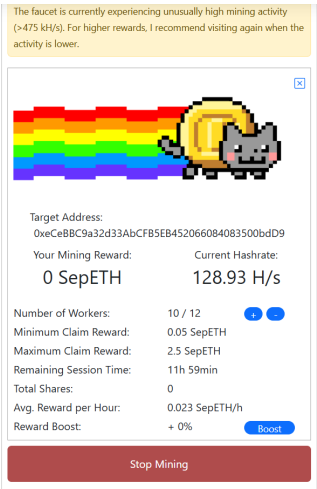 The faucet is currently experiencing unusually high mining activity
(>475 kH/s). For higher rewards, I recommend visiting again when the
activity is lower.
Target Address:
0xeCeBBC9a32d33AbCFB5EB452066084083500bdD9
Your Mining Reward: Current Hashrate:
0 SepETH 128.93 H/s
Number of Workers: 10 / 12 + -
Minimum Claim Reward: 0.05 SepETH
Maximum Claim Reward: 2.5 SepETH
Remaining Session Time: 11h 59min
Total Shares: 0
Avg. Reward per Hour: 0.023 SepETH/h
Reward Boost: + 0% Boost
Stop Mining